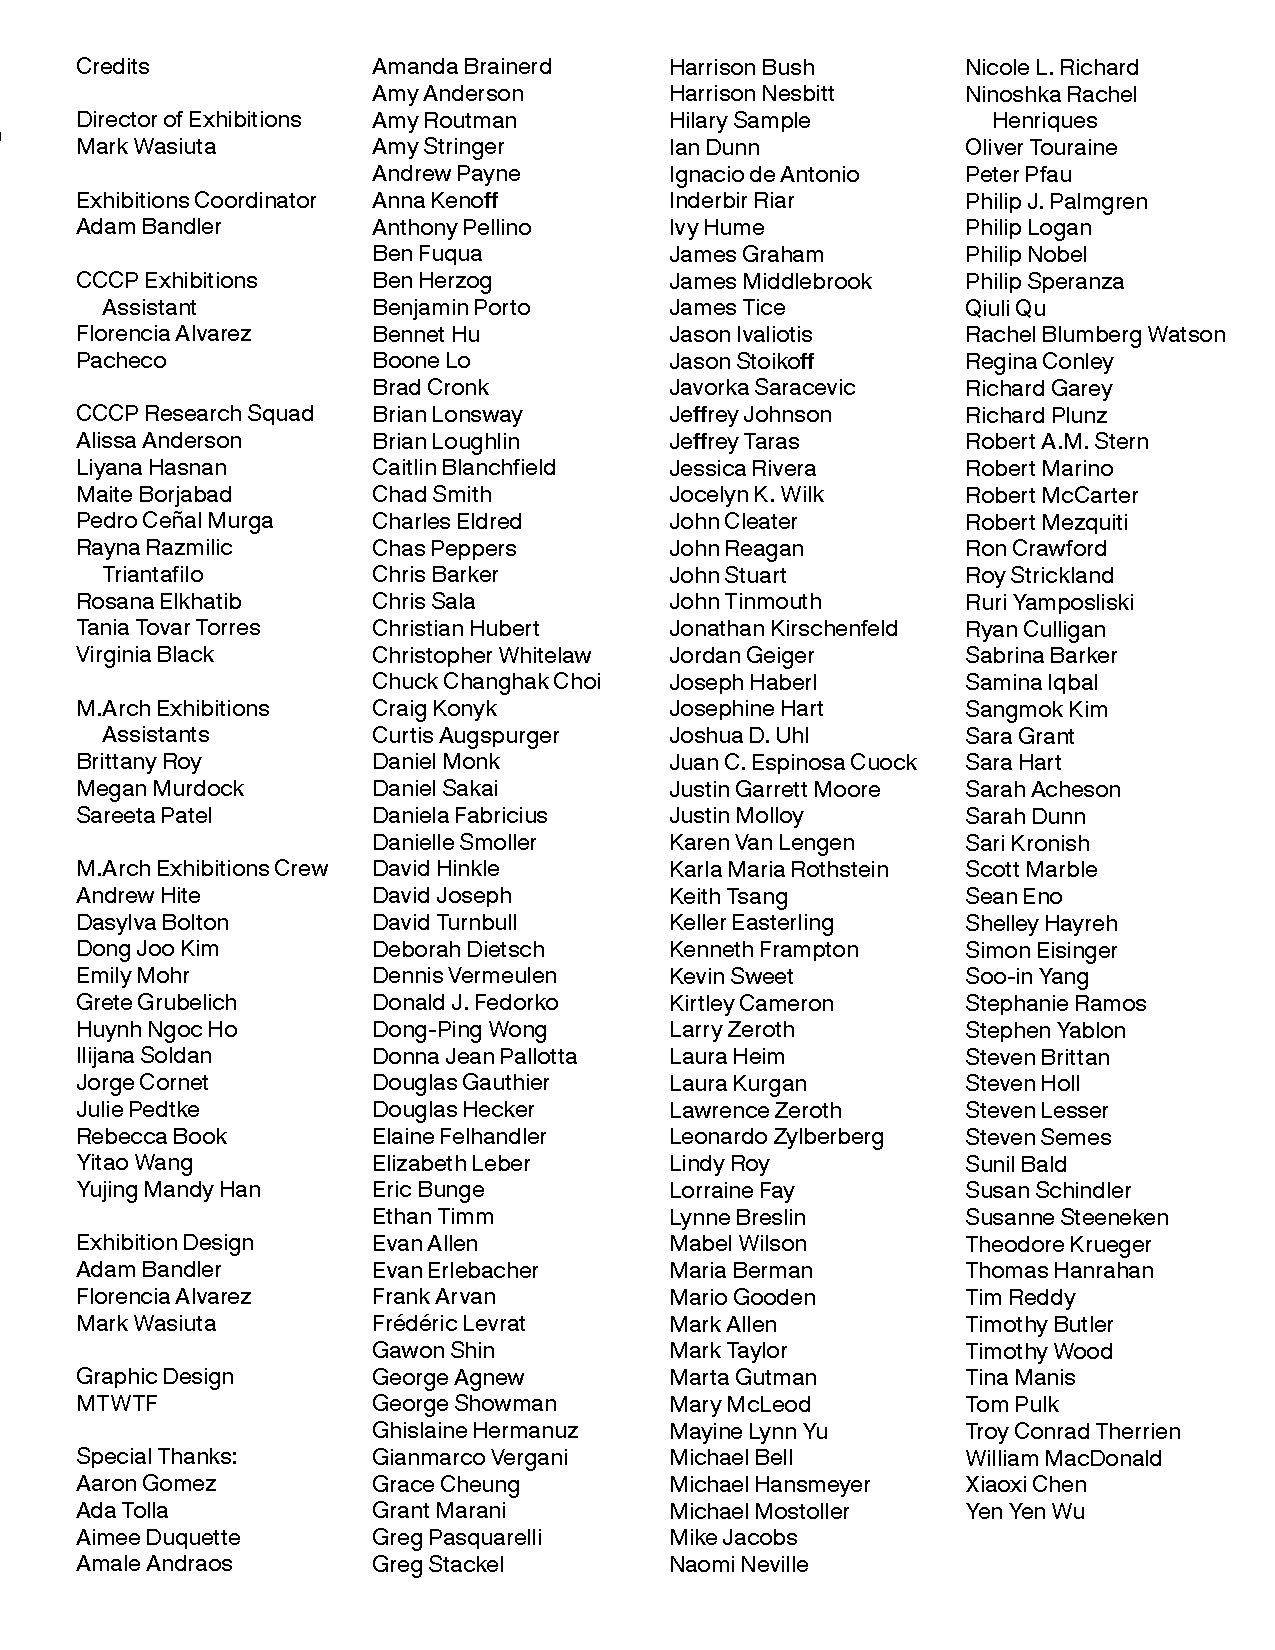 Credits
Director of Exhibitions
Mark Wasiuta
Exhibitions Coordinator
Adam Bandler
CCCP Exhibitions
Assistant
Florencia Alvarez
Pacheco
CCCP Research Squad
Alissa Anderson
Liyana Hasnan
Maite Borjabad
Pedro Ceñal Murga
Rayna Razmilic
Triantafilo
Rosana Elkhatib
Tania Tovar Torres
Virginia Black
M.Arch Exhibitions
Assistants
Brittany Roy
Megan Murdock
Sareeta Patel
M.Arch Exhibitions Crew
Andrew Hite
Dasylva Bolton
Dong Joo Kim
Emily Mohr
Grete Grubelich
Huynh Ngoc Ho
Ilijana Soldan
Jorge Cornet
Julie Pedtke
Rebecca Book
Yitao Wang
Yujing Mandy Han
Exhibition Design
Adam Bandler
Florencia Alvarez
Mark Wasiuta
Graphic Design
MTWTF
Special Thanks:
Aaron Gomez
Ada Tolla
Aimee Duquette
Amale Andraos
Amanda Brainerd
Amy Anderson
Amy Routman
Amy Stringer
Andrew Payne
Anna Kenoff
Anthony Pellino
Ben Fuqua
Ben Herzog
Benjamin Porto
Bennet Hu
Boone Lo
Brad Cronk
Brian Lonsway
Brian Loughlin
Caitlin Blanchfield
Chad Smith
Charles Eldred
Chas Peppers
Chris Barker
Chris Sala
Christian Hubert
Christopher Whitelaw
Chuck Changhak Choi
Craig Konyk
Curtis Augspurger
Daniel Monk
Daniel Sakai
Daniela Fabricius
Danielle Smoller
David Hinkle
David Joseph
David Turnbull
Deborah Dietsch
Dennis Vermeulen
Donald J. Fedorko
Dong-Ping Wong
Donna Jean Pallotta
Douglas Gauthier
Douglas Hecker
Elaine Felhandler
Elizabeth Leber
Eric Bunge
Ethan Timm
Evan Allen
Evan Erlebacher
Frank Arvan
Frédéric Levrat
Gawon Shin
George Agnew
George Showman
Ghislaine Hermanuz
Gianmarco Vergani
Grace Cheung
Grant Marani
Greg Pasquarelli
Greg Stackel
Harrison Bush
Harrison Nesbitt
Hilary Sample
Ian Dunn
Ignacio de Antonio
Inderbir Riar
Ivy Hume
James Graham
James Middlebrook
James Tice
Jason Ivaliotis
Jason Stoikoff
Javorka Saracevic
Jeffrey Johnson
Jeffrey Taras
Jessica Rivera
Jocelyn K. Wilk
John Cleater
John Reagan
John Stuart
John Tinmouth
Jonathan Kirschenfeld
Jordan Geiger
Joseph Haberl
Josephine Hart
Joshua D. Uhl
Juan C. Espinosa Cuock
Justin Garrett Moore
Justin Molloy
Karen Van Lengen
Karla Maria Rothstein
Keith Tsang
Keller Easterling
Kenneth Frampton
Kevin Sweet
Kirtley Cameron
Larry Zeroth
Laura Heim
Laura Kurgan
Lawrence Zeroth
Leonardo Zylberberg
Lindy Roy
Lorraine Fay
Lynne Breslin
Mabel Wilson
Maria Berman
Mario Gooden
Mark Allen
Mark Taylor
Marta Gutman
Mary McLeod
Mayine Lynn Yu
Michael Bell
Michael Hansmeyer
Michael Mostoller
Mike Jacobs
Naomi Neville
Nicole L. Richard
Ninoshka Rachel
Henriques
Oliver Touraine
Peter Pfau
Philip J. Palmgren
Philip Logan
Philip Nobel
Philip Speranza
Qiuli Qu
Rachel Blumberg Watson
Regina Conley
Richard Garey
Richard Plunz
Robert A.M. Stern
Robert Marino
Robert McCarter
Robert Mezquiti
Ron Crawford
Roy Strickland
Ruri Yamposliski
Ryan Culligan
Sabrina Barker
Samina Iqbal
Sangmok Kim
Sara Grant
Sara Hart
Sarah Acheson
Sarah Dunn
Sari Kronish
Scott Marble
Sean Eno
Shelley Hayreh
Simon Eisinger
Soo-in Yang
Stephanie Ramos
Stephen Yablon
Steven Brittan
Steven Holl
Steven Lesser
Steven Semes
Sunil Bald
Susan Schindler
Susanne Steeneken
Theodore Krueger
Thomas Hanrahan
Tim Reddy
Timothy Butler
Timothy Wood
Tina Manis
Tom Pulk
Troy Conrad Therrien
William MacDonald
Xiaoxi Chen
Yen Yen Wu